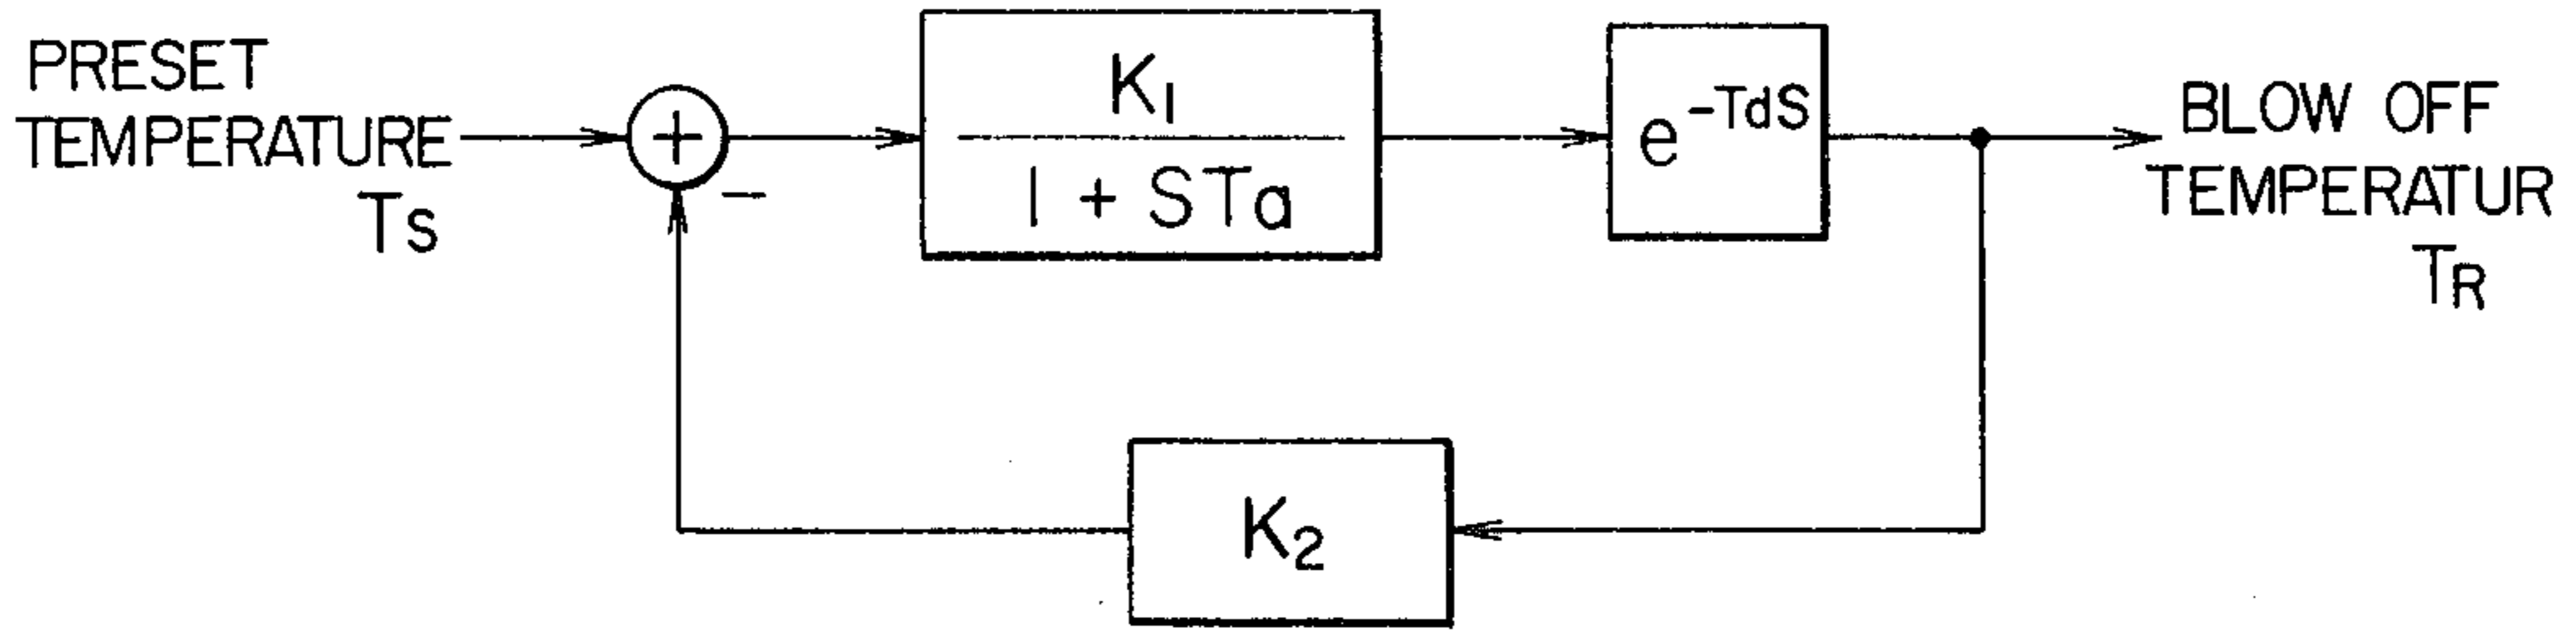 PRESET
TEMPERATURE
Ts
+
−
K1
1 + STa
e^-TdS
BLOW OFF
TEMPERATUR
TR
K2